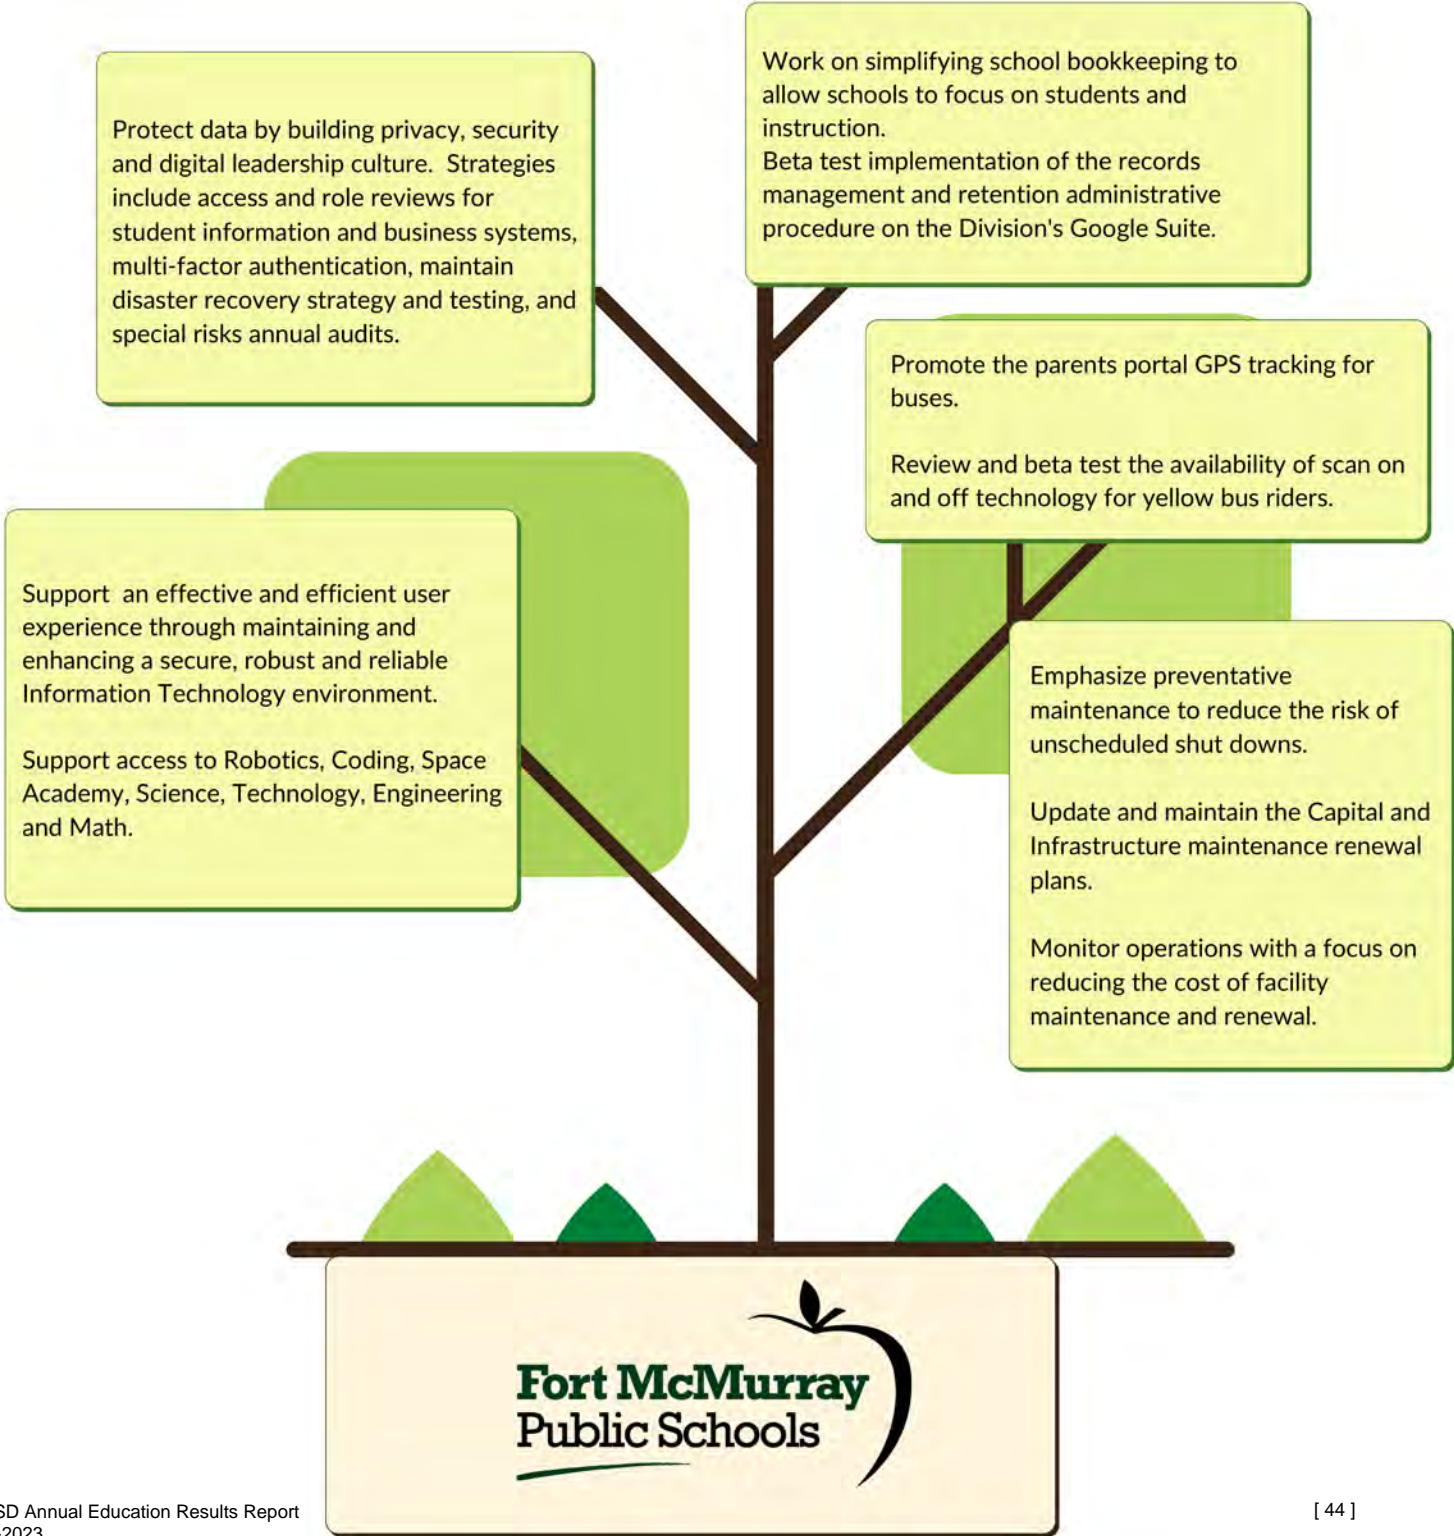 Protect data by building privacy, security
and digital leadership culture.  Strategies
include access and role reviews for
student information and business systems,
multi-factor authentication, maintain
disaster recovery strategy and testing, and
special risks annual audits.
Work on simplifying school bookkeeping to
allow schools to focus on students and
instruction.
Beta test implementation of the records
management and retention administrative
procedure on the Division's Google Suite.
Promote the parents portal GPS tracking for
buses.
Review and beta test the availability of scan on
and off technology for yellow bus riders.
Support  an effective and efficient user
experience through maintaining and
enhancing a secure, robust and reliable
Information Technology environment.
Support access to Robotics, Coding, Space
Academy, Science, Technology, Engineering
and Math.
Emphasize preventative
maintenance to reduce the risk of
unscheduled shut downs.
Update and maintain the Capital and
Infrastructure maintenance renewal
plans.
Monitor operations with a focus on
reducing the cost of facility
maintenance and renewal.
Fort McMurray
Public Schools
SD Annual Education Results Report
-2023
[ 44 ]